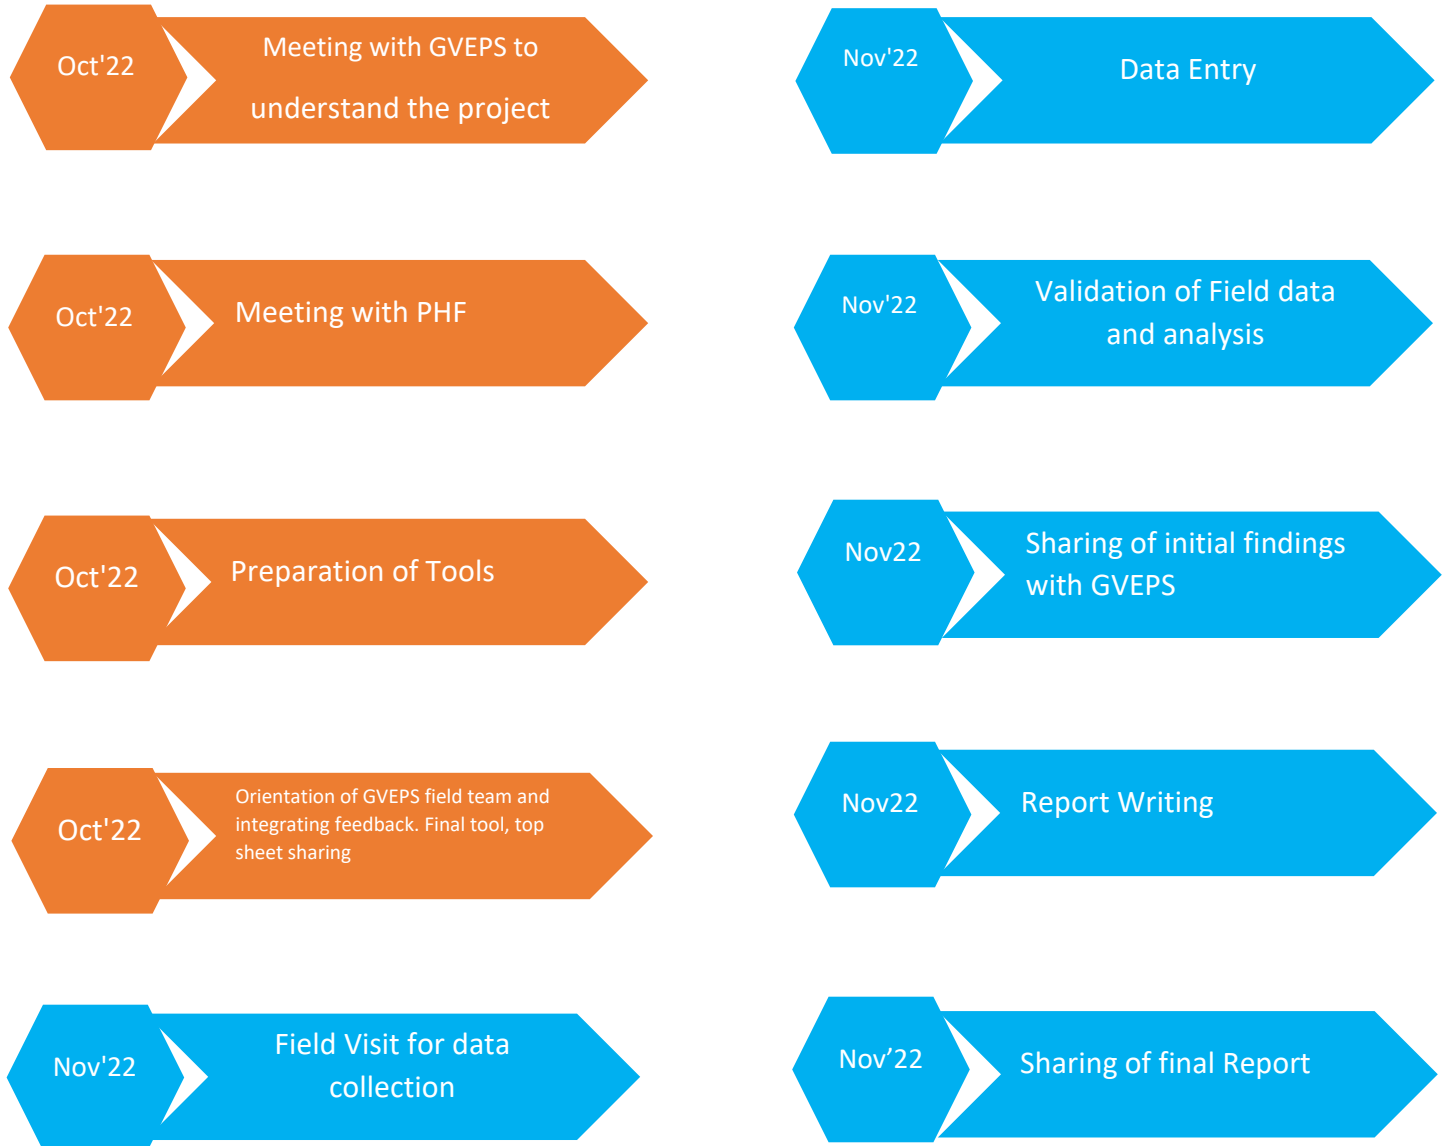 Oct'22
Meeting with GVEPS to
understand the project
Oct'22
Meeting with PHF
Oct'22
Preparation of Tools
Oct'22
Orientation of GVEPS field team and
integrating feedback. Final tool, top
sheet sharing
Nov'22
Field Visit for data
collection
Nov'22
Data Entry
Nov'22
Validation of Field data
and analysis
Nov22
Sharing of initial findings
with GVEPS
Nov22
Report Writing
Nov’22
Sharing of final Report